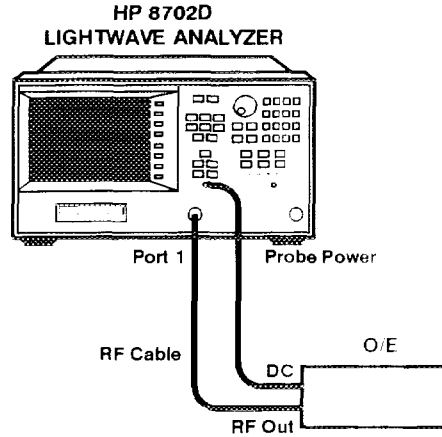 HP 8702D
LIGHTWAVE ANALYZER
Port 1
Probe Power
RF Cable
O/E
DC
RF Out